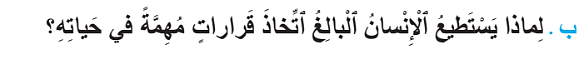 ب . لِماذا يَسْتَطيعُ ٱلْإِنْسانُ ٱلْبالِغُ ٱتِّخاذَ قَراراتٍ مُهِمَّةً في حَياتِهِ؟